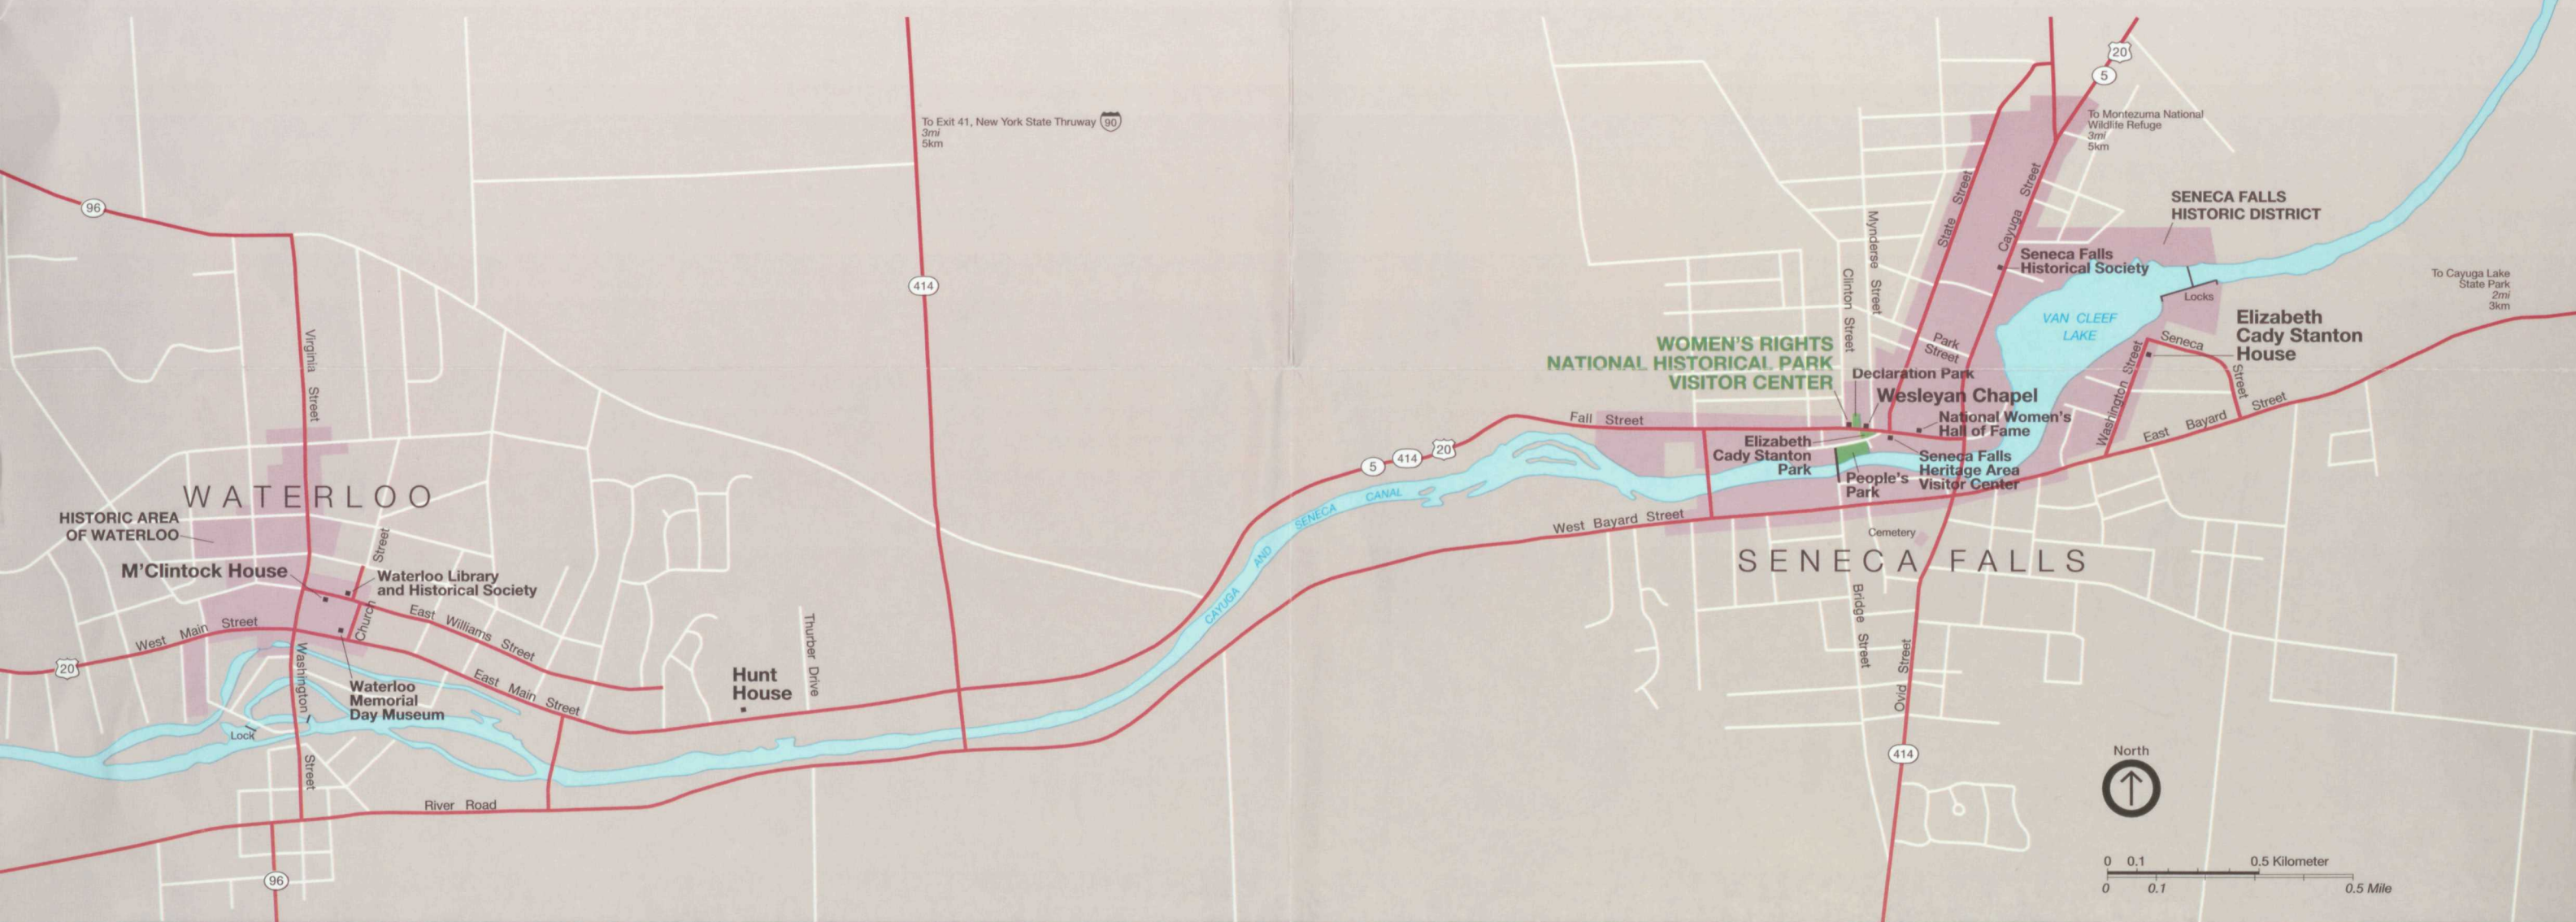 96
WATERLOO
HISTORIC AREA
OF WATERLOO
M'Clintock House
Waterloo Library
and Historical Society
Virginia Street
Church Street
East Williams Street
West Main Street
20
East Main Street
Washington Street
Waterloo
Memorial
Day Museum
Lock
River Road
96
Hunt
House
Thurber Drive
To Exit 41, New York State Thruway 90
3mi
5km
414
5
414
20
CAYUGA AND SENECA CANAL
Fall Street
West Bayard Street
WOMEN'S RIGHTS
NATIONAL HISTORICAL PARK
VISITOR CENTER
Clinton Street
Mynderse Street
State Street
Cayuga Street
Park
Street
20
5
To Montezuma National
Wildlife Refuge
3mi
5km
SENECA FALLS
HISTORIC DISTRICT
Seneca Falls
Historical Society
VAN CLEEF
LAKE
Locks
To Cayuga Lake
State Park
2mi
3km
Elizabeth
Cady Stanton
House
Seneca Street
Washington Street
East Bayard Street
Declaration Park
Wesleyan Chapel
National Women's
Hall of Fame
Elizabeth
Cady Stanton
Park
People's
Park
Seneca Falls
Heritage Area
Visitor Center
Cemetery
SENECA FALLS
Bridge Street
Ovid Street
414
North
0 0.1 0.5 Kilometer
0 0.1 0.5 Mile